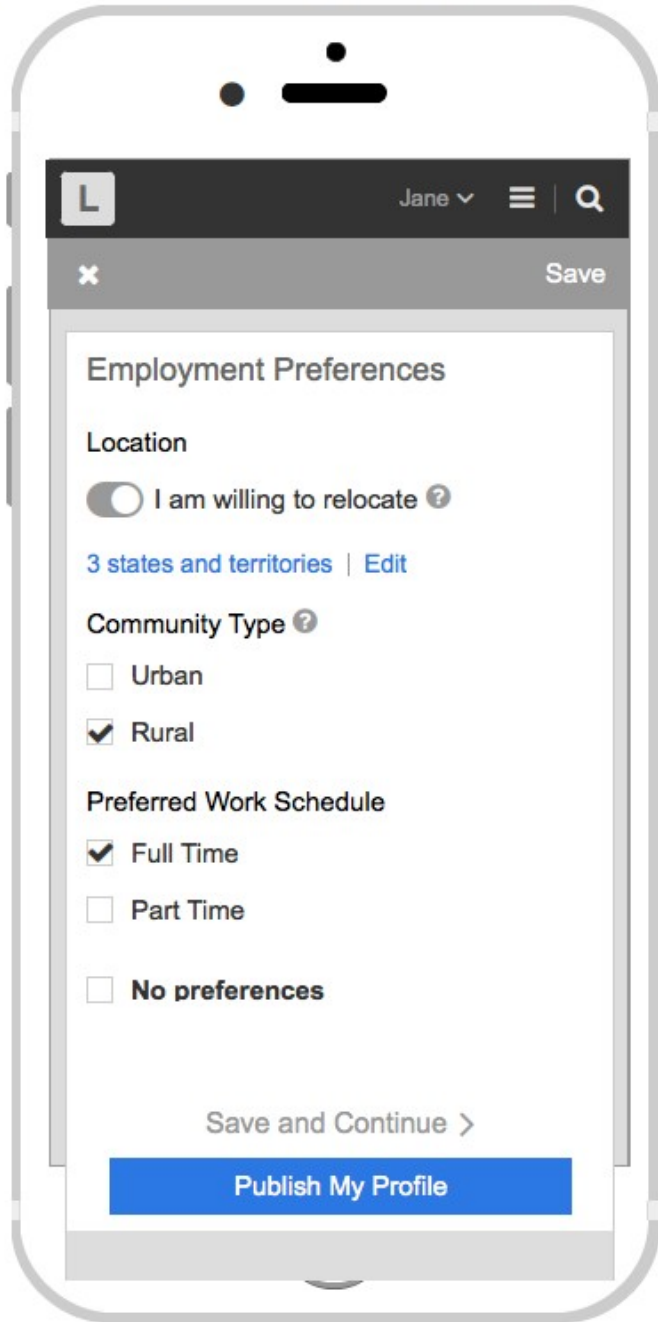 L
Jane
Save
Employment Preferences
Location
I am willing to relocate ?
3 states and territories | Edit
Community Type ?
Urban
Rural
Preferred Work Schedule
Full Time
Part Time
No preferences
Save and Continue >
Publish My Profile